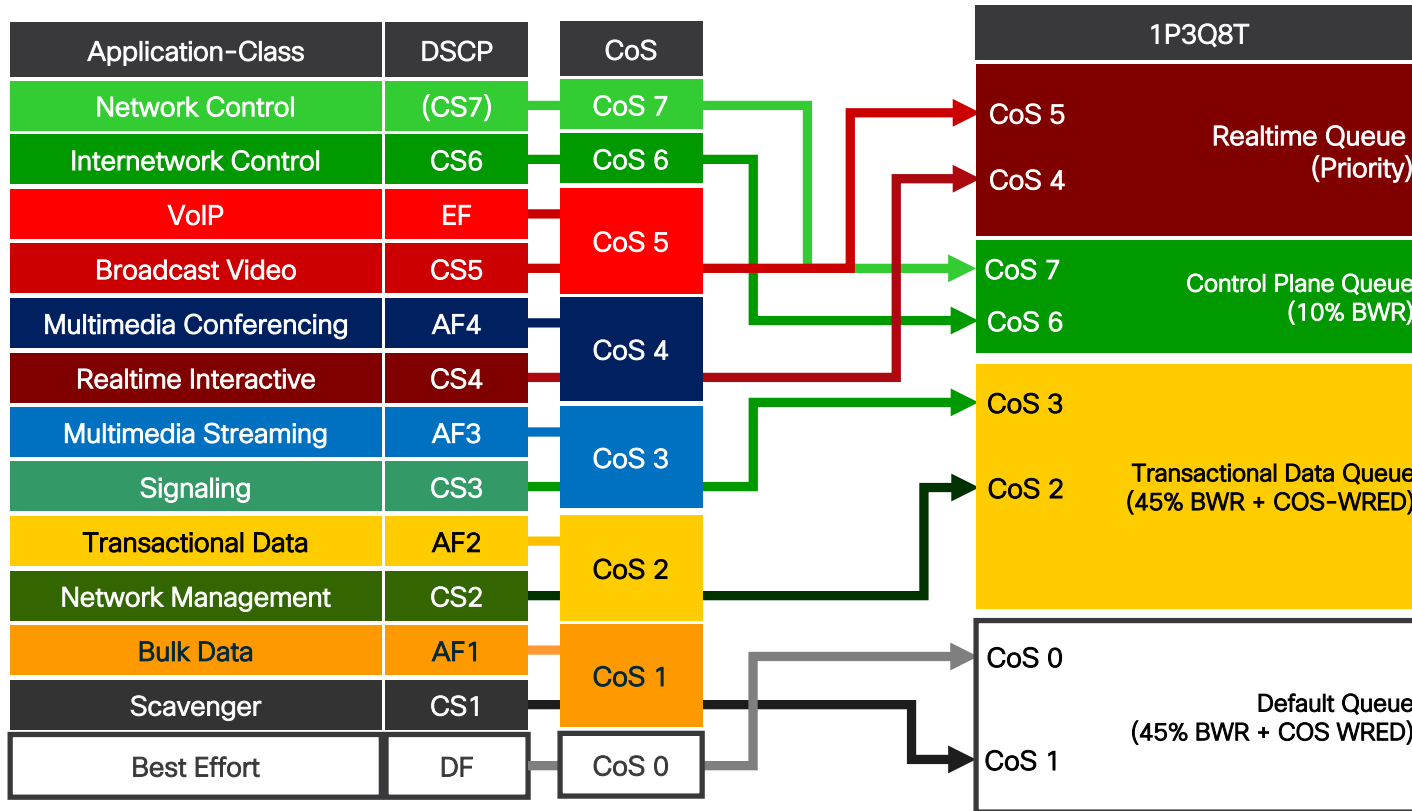 Application-Class DSCP CoS 1P3Q8T
Network Control (CS7) CoS 7
Internetwork Control CS6 CoS 6
VoIP EF CoS 5
Broadcast Video CS5
Multimedia Conferencing AF4 CoS 4
Realtime Interactive CS4
Multimedia Streaming AF3 CoS 3
Signaling CS3
Transactional Data AF2 CoS 2
Network Management CS2
Bulk Data AF1 CoS 1
Scavenger CS1
Best Effort DF CoS 0
CoS 5
CoS 4
Realtime Queue
(Priority)
CoS 7
CoS 6
Control Plane Queue
(10% BWR)
CoS 3
CoS 2
Transactional Data Queue
(45% BWR + COS-WRED)
CoS 0
CoS 1
Default Queue
(45% BWR + COS WRED)